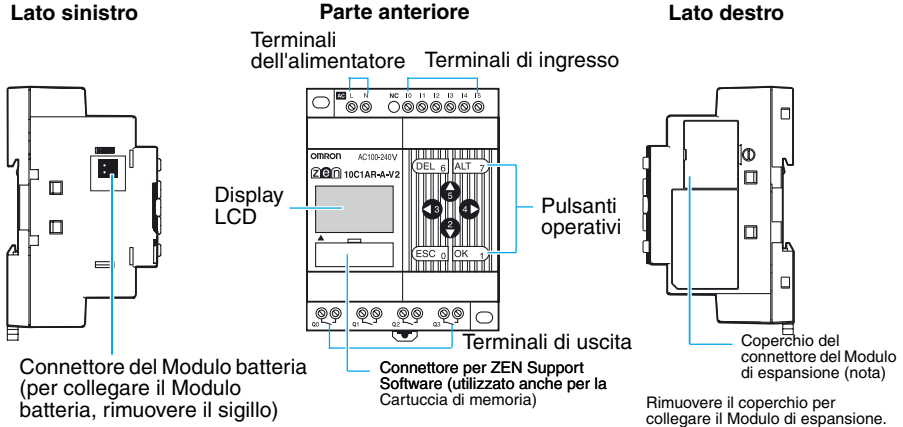 Lato sinistro
Parte anteriore
Lato destro
Terminali
dell'alimentatore
Terminali di ingresso
AC L N NC I0 I1 I2 I3 I4 I5
OMRON AC100-240V
ZEN 10C1AR-A-V2
DEL 6 ALT 7
5
3 4
2
ESC 0 OK 1
Display
LCD
Pulsanti
operativi
Q0 Q1 Q2 Q3
Terminali di uscita
Connettore del Modulo batteria
(per collegare il Modulo
batteria, rimuovere il sigillo)
Connettore per ZEN Support
Software (utilizzato anche per la
Cartuccia di memoria)
Coperchio del
connettore del Modulo
di espansione (nota)
Rimuovere il coperchio per
collegare il Modulo di espansione.